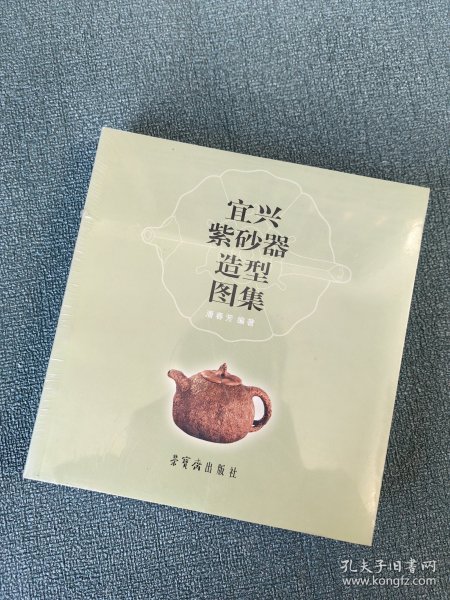 宜兴
紫砂器
造型
图集
潘春芳 编著
荣宝斋出版社
孔夫子旧书网
www.kongfz.com